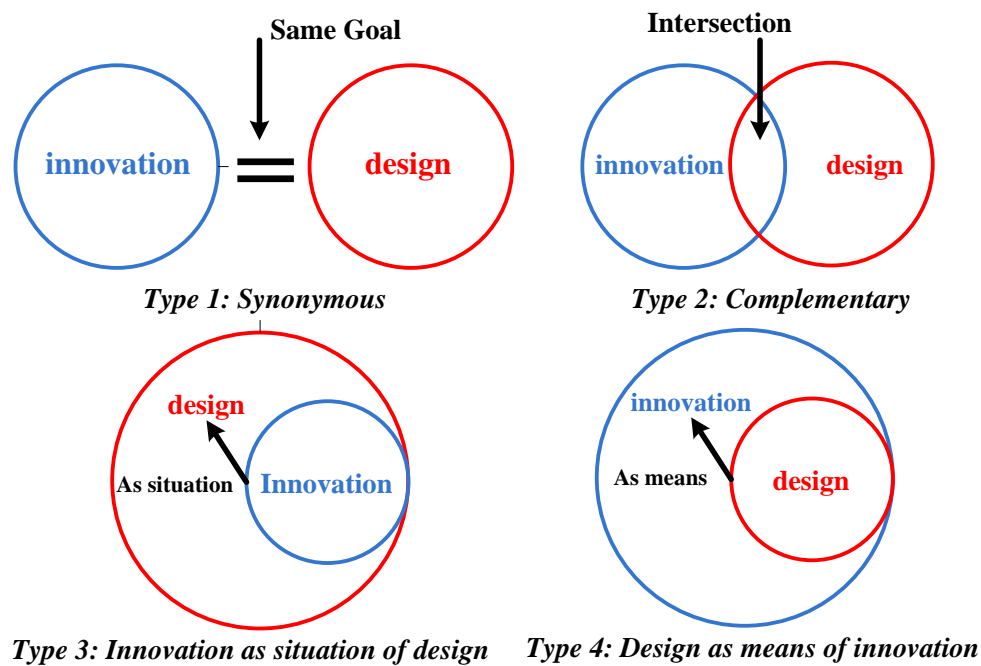 Same Goal
innovation
design
Type 1: Synonymous
Intersection
innovation
design
Type 2: Complementary
design
As situation
Innovation
Type 3: Innovation as situation of design
innovation
As means
design
Type 4: Design as means of innovation